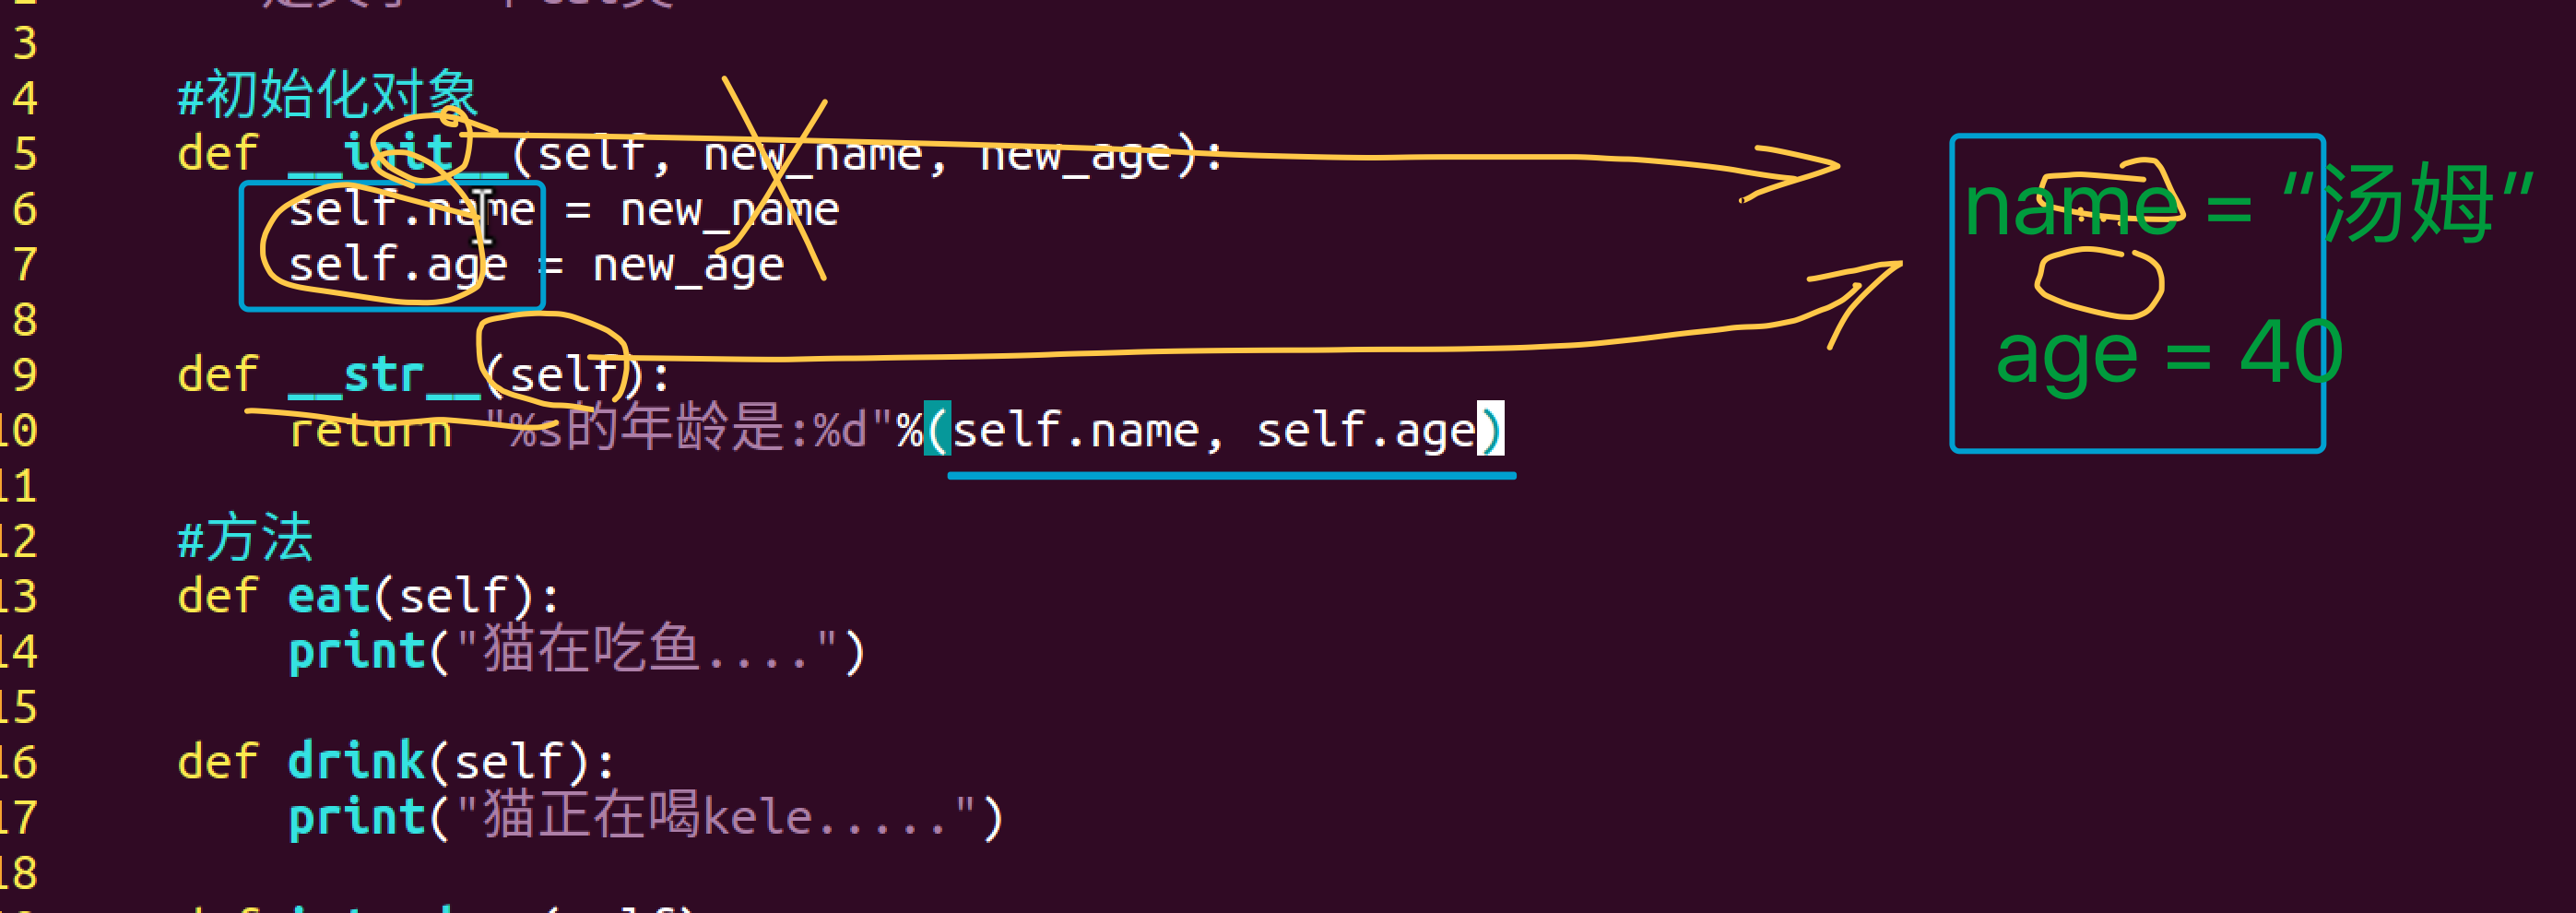 3
4 #初始化对象
5 def __init__(self, new_name, new_age):
6 self.name = new_name
7 self.age = new_age
8
9 def __str__(self):
10 return "%s的年龄是:%d"%(self.name, self.age)
11
12 #方法
13 def eat(self):
14 print("猫在吃鱼....")
15
16 def drink(self):
17 print("猫正在喝kele.....")
18
name = “汤姆”
age = 40